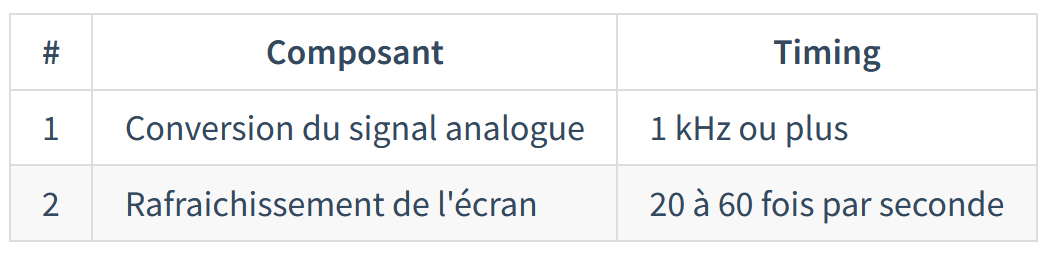 # Composant Timing
1 Conversion du signal analogue 1 kHz ou plus
2 Rafraichissement de l'écran 20 à 60 fois par seconde